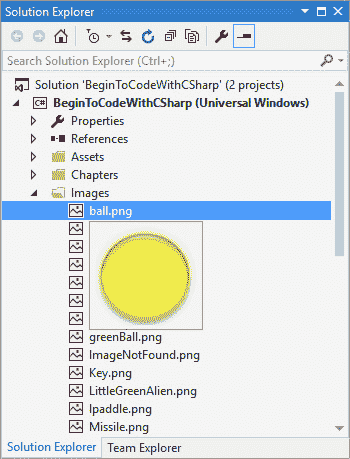 Solution Explorer
Search Solution Explorer (Ctrl+;)
Solution 'BeginToCodeWithCSharp' (2 projects)
C# BeginToCodeWithCSharp (Universal Windows)
Properties
References
Assets
Chapters
Images
ball.png
greenBall.png
ImageNotFound.png
Key.png
LittleGreenAlien.png
lpaddle.png
Missile.png
Solution Explorer Team Explorer